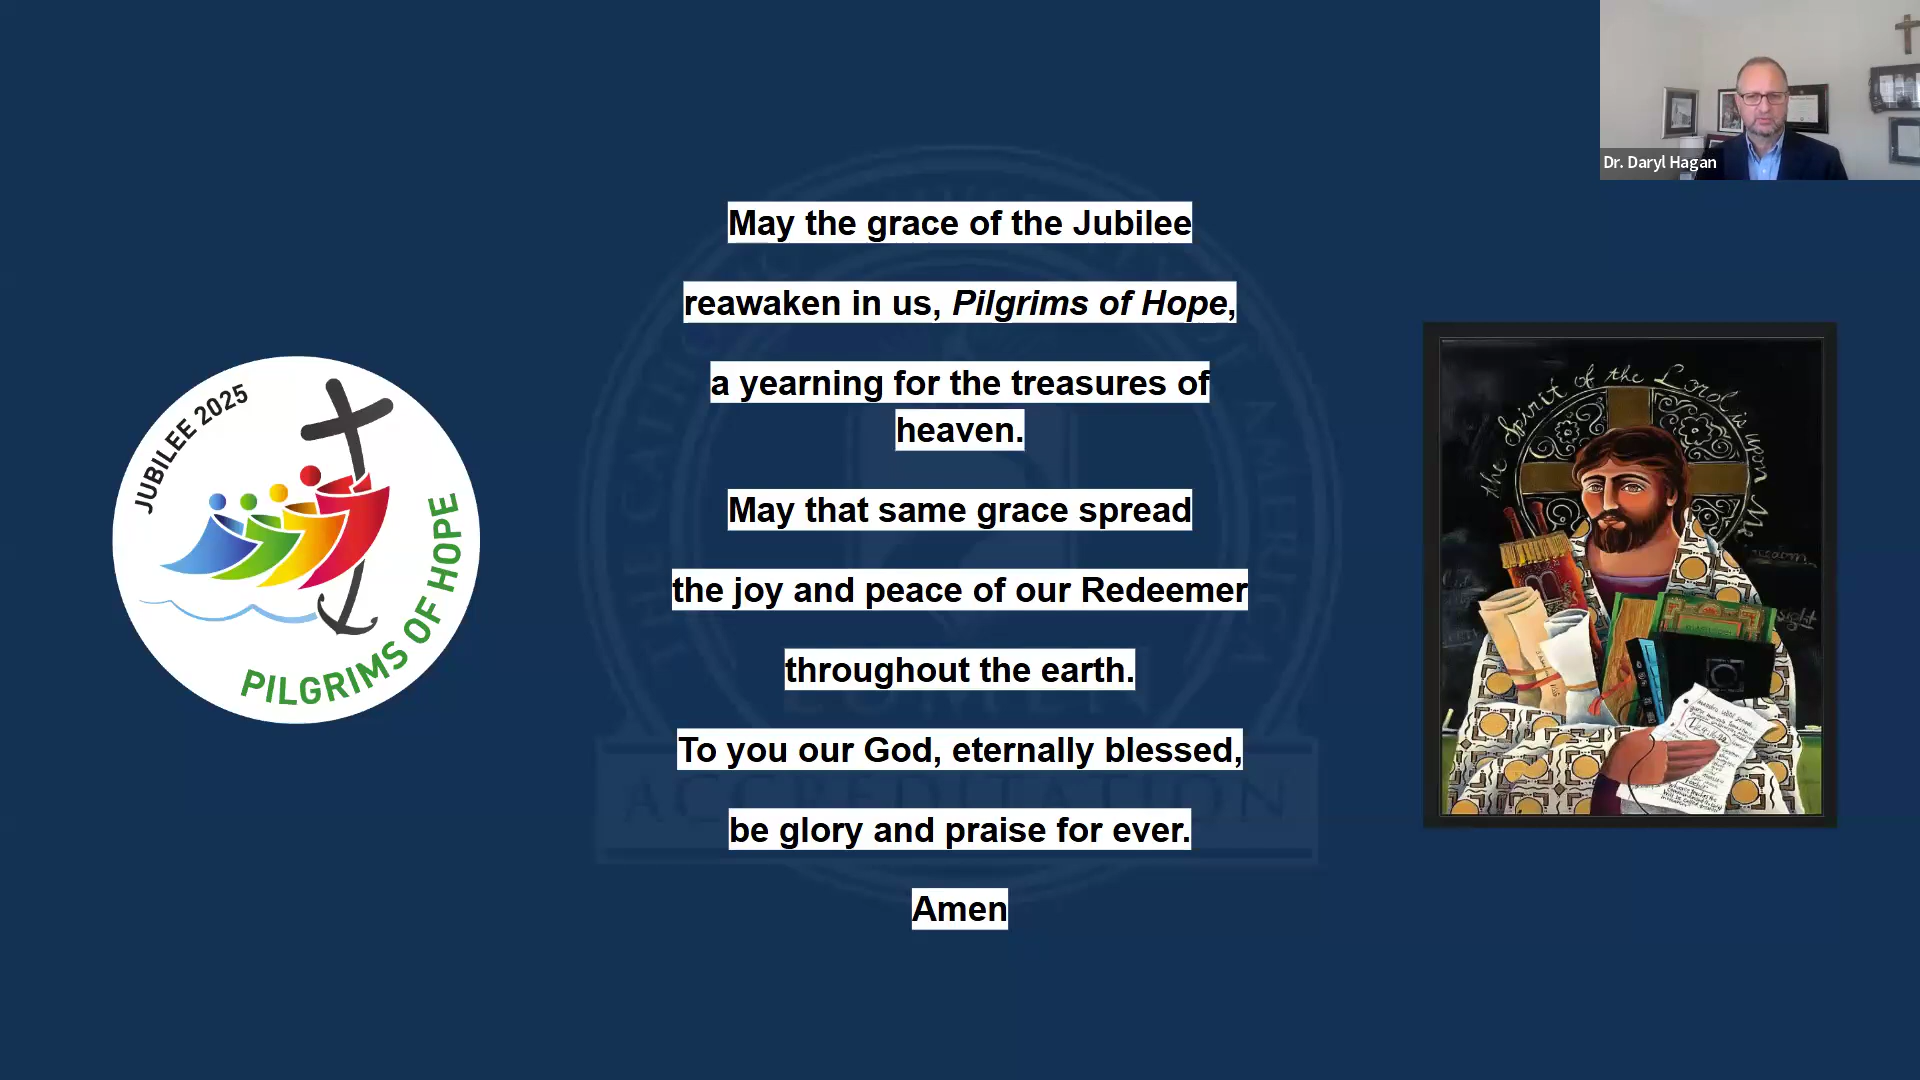 Dr. Daryl Hagan
May the grace of the Jubilee
reawaken in us, Pilgrims of Hope,
a yearning for the treasures of
heaven.
May that same grace spread
the joy and peace of our Redeemer
throughout the earth.
To you our God, eternally blessed,
be glory and praise for ever.
Amen
JUBILEE 2025
PILGRIMS OF HOPE
the Spirit of the Lord is upon Me
sight
ACCREDITATION